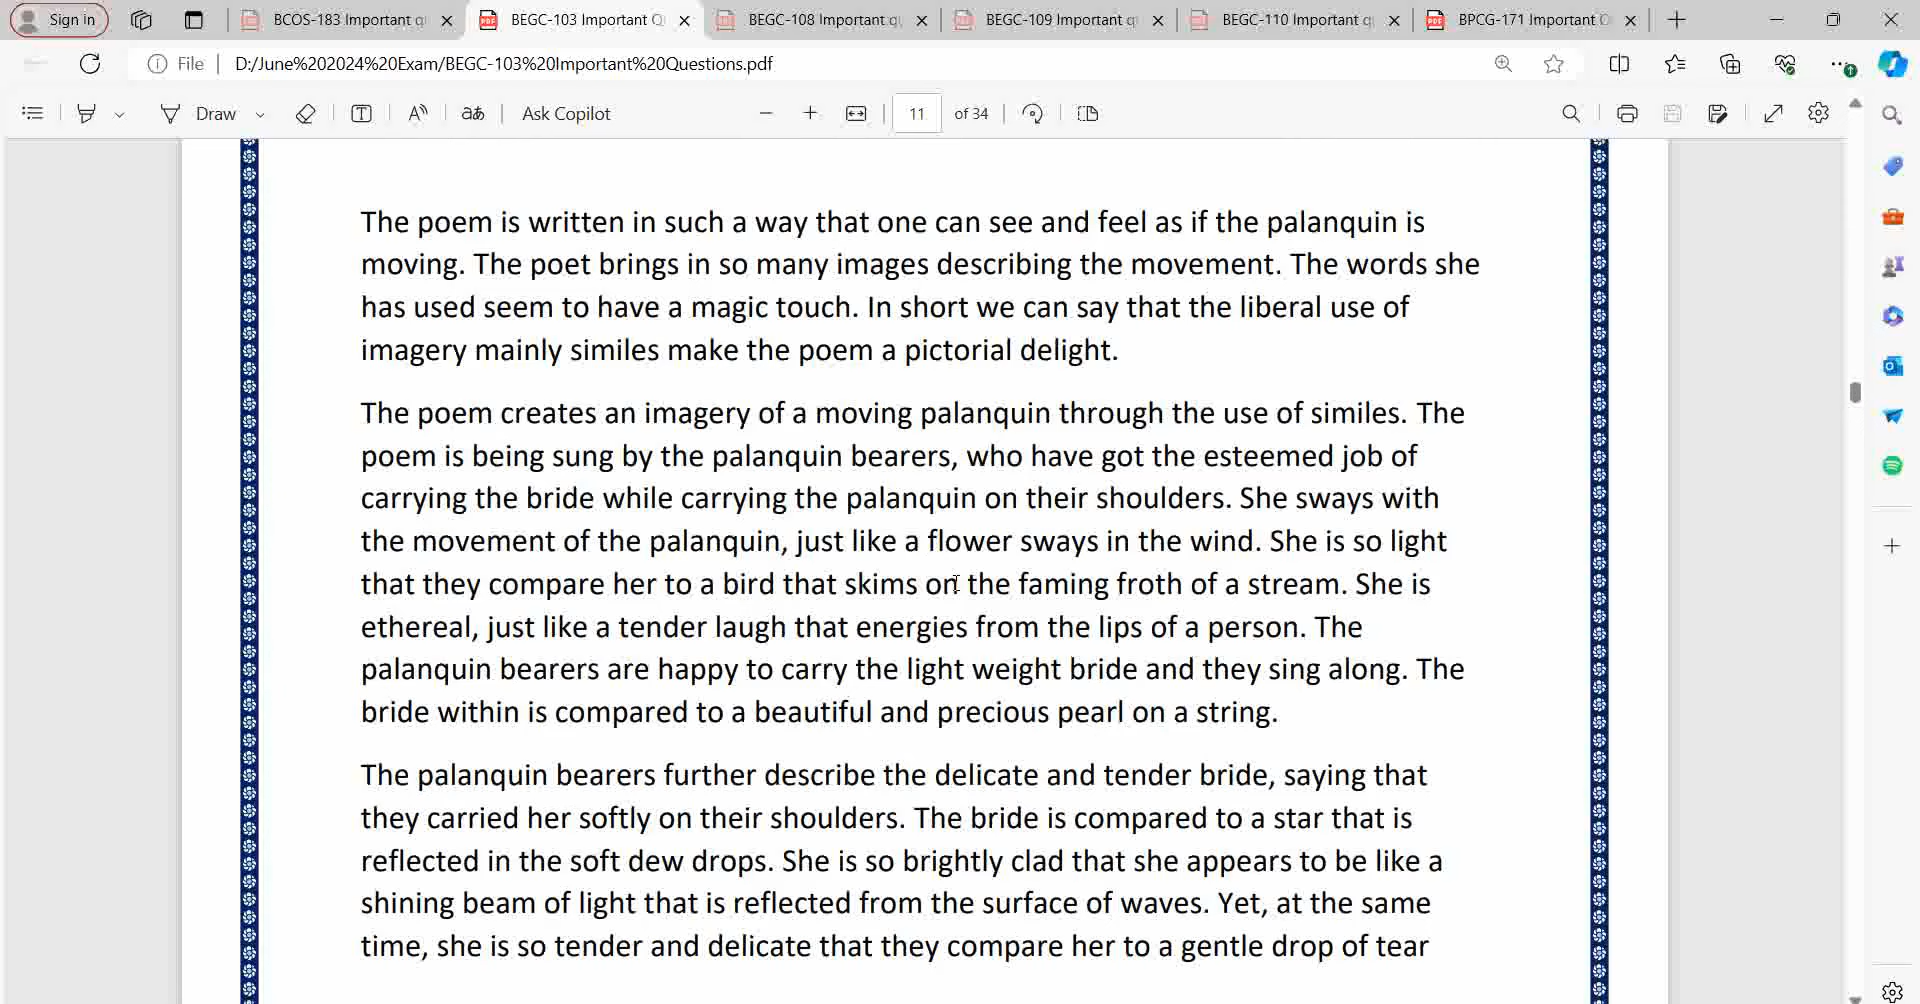 Sign in
BCOS-183 Important q
BEGC-103 Important Q
BEGC-108 Important q
BEGC-109 Important q
BEGC-110 Important q
BPCG-171 Important
File
D:/June%202024%20Exam/BEGC-103%20Important%20Questions.pdf
Draw
T
aあ
Ask Copilot
11 of 34
The poem is written in such a way that one can see and feel as if the palanquin is
moving. The poet brings in so many images describing the movement. The words she
has used seem to have a magic touch. In short we can say that the liberal use of
imagery mainly similes make the poem a pictorial delight.
The poem creates an imagery of a moving palanquin through the use of similes. The
poem is being sung by the palanquin bearers, who have got the esteemed job of
carrying the bride while carrying the palanquin on their shoulders. She sways with
the movement of the palanquin, just like a flower sways in the wind. She is so light
that they compare her to a bird that skims on the faming froth of a stream. She is
ethereal, just like a tender laugh that energies from the lips of a person. The
palanquin bearers are happy to carry the light weight bride and they sing along. The
bride within is compared to a beautiful and precious pearl on a string.
The palanquin bearers further describe the delicate and tender bride, saying that
they carried her softly on their shoulders. The bride is compared to a star that is
reflected in the soft dew drops. She is so brightly clad that she appears to be like a
shining beam of light that is reflected from the surface of waves. Yet, at the same
time, she is so tender and delicate that they compare her to a gentle drop of tear